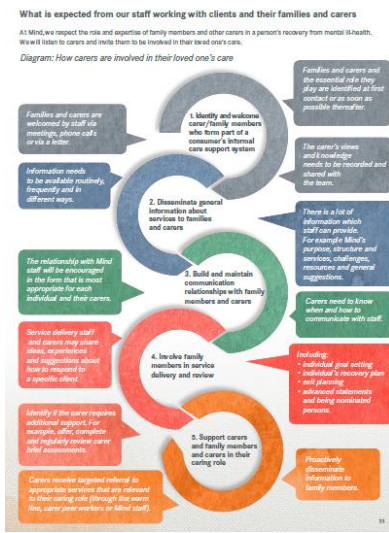 What is expected from our staff working with clients and their families and carers
At Mind,we respect the role and expertise of family members and other carers in a person's recovery from mental ill-health.
We will listen to carers and invite them to be involved in their loved one's care.
Diagram: How carers are involved in their loved one's care
Families and carers and
the essential role they
play are identified at first
contact or as soon as
possible thereafter.
Families and carers are
welcomed by staff via
meetings, phone calls
or via a letter.
1. Identify and welcome
carer/family members
who form part of a
consumer's informal
care support system
The carer's views
and knowledge
needs to be recorded and
shared with
the team.
Information needs
to be available routinely,
frequently and in
different ways.
2. Disseminate general
information about
services to families
and carers
There is a lot of
information which
staff can provide.
For example Mind's
purpose, structure and
services, challenges,
resources and general
suggestions.
The relationship with Mind
staff will be encouraged
in the form that is most
appropriate for each
individual and their carers.
3. Build and maintain
communication
relationships with family
members and carers
Carers need to know
when and how to
communicate with staff.
Service delivery staff
and carers may share
ideas, experiences
and suggestions about
how to respond to
a specific client.
4. Involve family
members in service
delivery and review
Including:
• individual goal setting
• individual's recovery plan
• exit planning
• advanced statements
and being nominated
persons.
Identify if the carer requires
additional support. For
example, offer, complete
and regularly review carer
brief assessments.
5. Support carers
and family members
and carers in their
caring role
Carers receive targeted referral to
appropriate services that are relevant
to their caring role (through the warm
line, carer peer workers or Mind staff).
Proactively
disseminate
information to
family members.
11